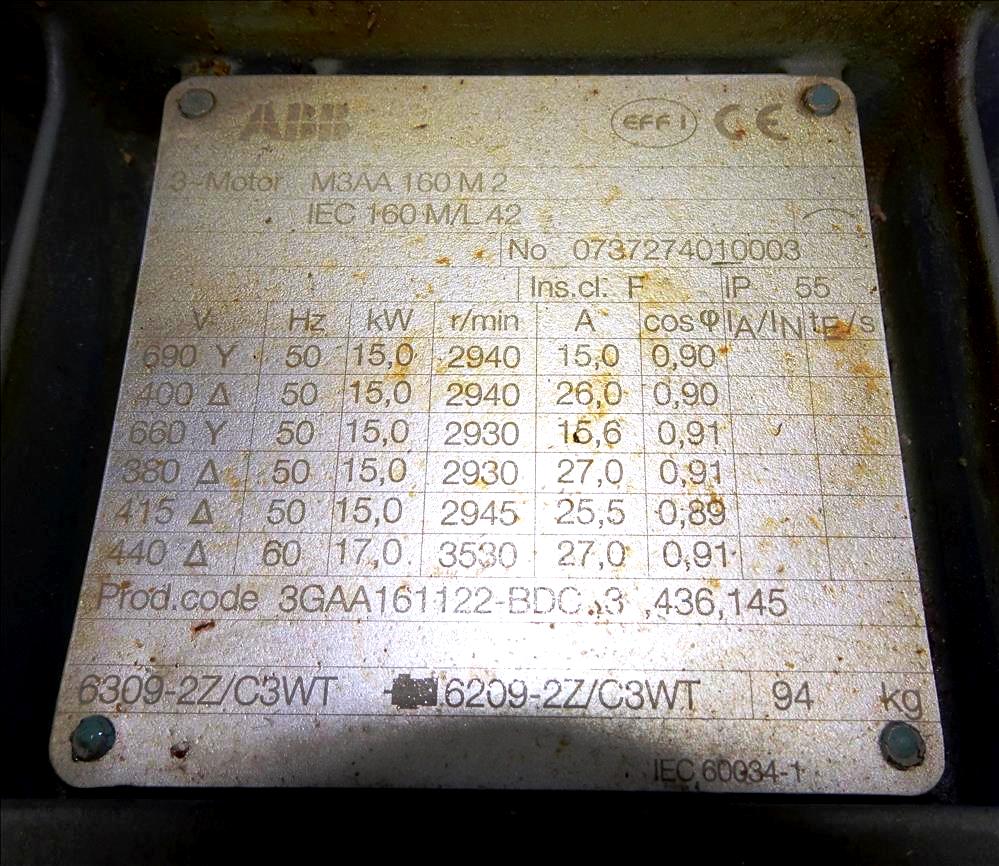 ABB EFF 1 CE
3~Motor M3AA 160 M 2
IEC 160 M/L 42
No 0737274010003
Ins.cl. F IP 55
V Hz kW r/min A cosφ IA/IN tE/s
690 Y 50 15,0 2940 15,0 0,90
400 Δ 50 15,0 2940 26,0 0,90
660 Y 50 15,0 2930 15,6 0,91
380 Δ 50 15,0 2930 27,0 0,91
415 Δ 50 15,0 2945 25,5 0,89
440 Δ 60 17,0 3530 27,0 0,91
Prod.code 3GAA161122-BDC,3 ,436,145
6309-2Z/C3WT 6209-2Z/C3WT 94 kg
IEC 60034-1